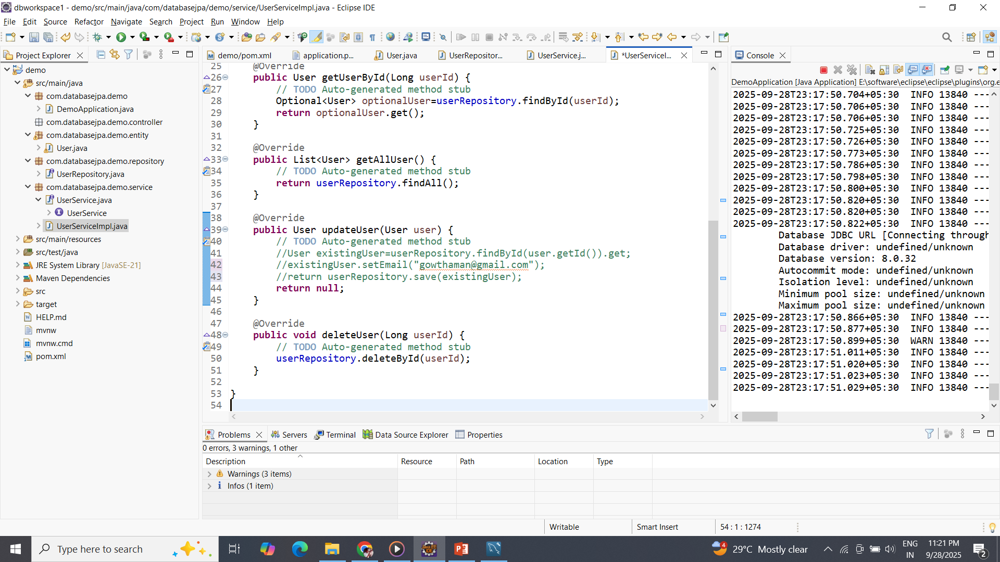 dbworkspace1 - demo/src/main/java/com/databasejpa/demo/service/UserServiceImpl.java - Eclipse IDE
File Edit Source Refactor Navigate Search Project Run Window Help
Project Explorer
demo
src/main/java
com.databasejpa.demo
DemoApplication.java
com.databasejpa.demo.controller
com.databasejpa.demo.entity
User.java
com.databasejpa.demo.repository
UserRepository.java
com.databasejpa.demo.service
UserService.java
UserService
UserServiceImpl.java
src/main/resources
src/test/java
JRE System Library [JavaSE-21]
Maven Dependencies
src
target
HELP.md
mvnw
mvnw.cmd
pom.xml
demo/pom.xml application.p... User.java UserRepositor... UserService.j... *UserServiceI...
25 @Override
26 public User getUserById(Long userId) {
27 // TODO Auto-generated method stub
28 Optional<User> optionalUser=userRepository.findById(userId);
29 return optionalUser.get();
30 }
31
32 @Override
33 public List<User> getAllUser() {
34 // TODO Auto-generated method stub
35 return userRepository.findAll();
36 }
37
38 @Override
39 public User updateUser(User user) {
40 // TODO Auto-generated method stub
41 //User existingUser=userRepository.findById(user.getId()).get;
42 //existingUser.setEmail("gowthaman@gmail.com");
43 //return userRepository.save(existingUser);
44 return null;
45 }
46
47 @Override
48 public void deleteUser(Long userId) {
49 // TODO Auto-generated method stub
50 userRepository.deleteById(userId);
51 }
52
53 }
54
Console
DemoApplication [Java Application] E:\software\eclipse\eclipse\plugins\org.e
2025-09-28T23:17:50.704+05:30 INFO 13840 ---
2025-09-28T23:17:50.706+05:30 INFO 13840 ---
2025-09-28T23:17:50.706+05:30 INFO 13840 ---
2025-09-28T23:17:50.725+05:30 INFO 13840 ---
2025-09-28T23:17:50.726+05:30 INFO 13840 ---
2025-09-28T23:17:50.773+05:30 INFO 13840 ---
2025-09-28T23:17:50.786+05:30 INFO 13840 ---
2025-09-28T23:17:50.798+05:30 INFO 13840 ---
2025-09-28T23:17:50.800+05:30 INFO 13840 ---
2025-09-28T23:17:50.820+05:30 INFO 13840 ---
2025-09-28T23:17:50.820+05:30 INFO 13840 ---
2025-09-28T23:17:50.822+05:30 INFO 13840 ---
Database JDBC URL [Connecting through
Database driver: undefined/unknown
Database version: 8.0.32
Autocommit mode: undefined/unknown
Isolation level: undefined/unknown
Minimum pool size: undefined/unknown
Maximum pool size: undefined/unknown
2025-09-28T23:17:50.866+05:30 INFO 13840 ---
2025-09-28T23:17:50.877+05:30 INFO 13840 ---
2025-09-28T23:17:50.899+05:30 WARN 13840 ---
2025-09-28T23:17:51.011+05:30 INFO 13840 ---
2025-09-28T23:17:51.020+05:30 INFO 13840 ---
2025-09-28T23:17:51.023+05:30 INFO 13840 ---
2025-09-28T23:17:51.029+05:30 INFO 13840 ---
Problems Servers Terminal Data Source Explorer Properties
0 errors, 3 warnings, 1 other
Description Resource Path Location Type
Warnings (3 items)
Infos (1 item)
Writable Smart Insert 54 : 1 : 1274
Type here to search
4 29°C Mostly clear ENG IN 11:21 PM 9/28/2025 2